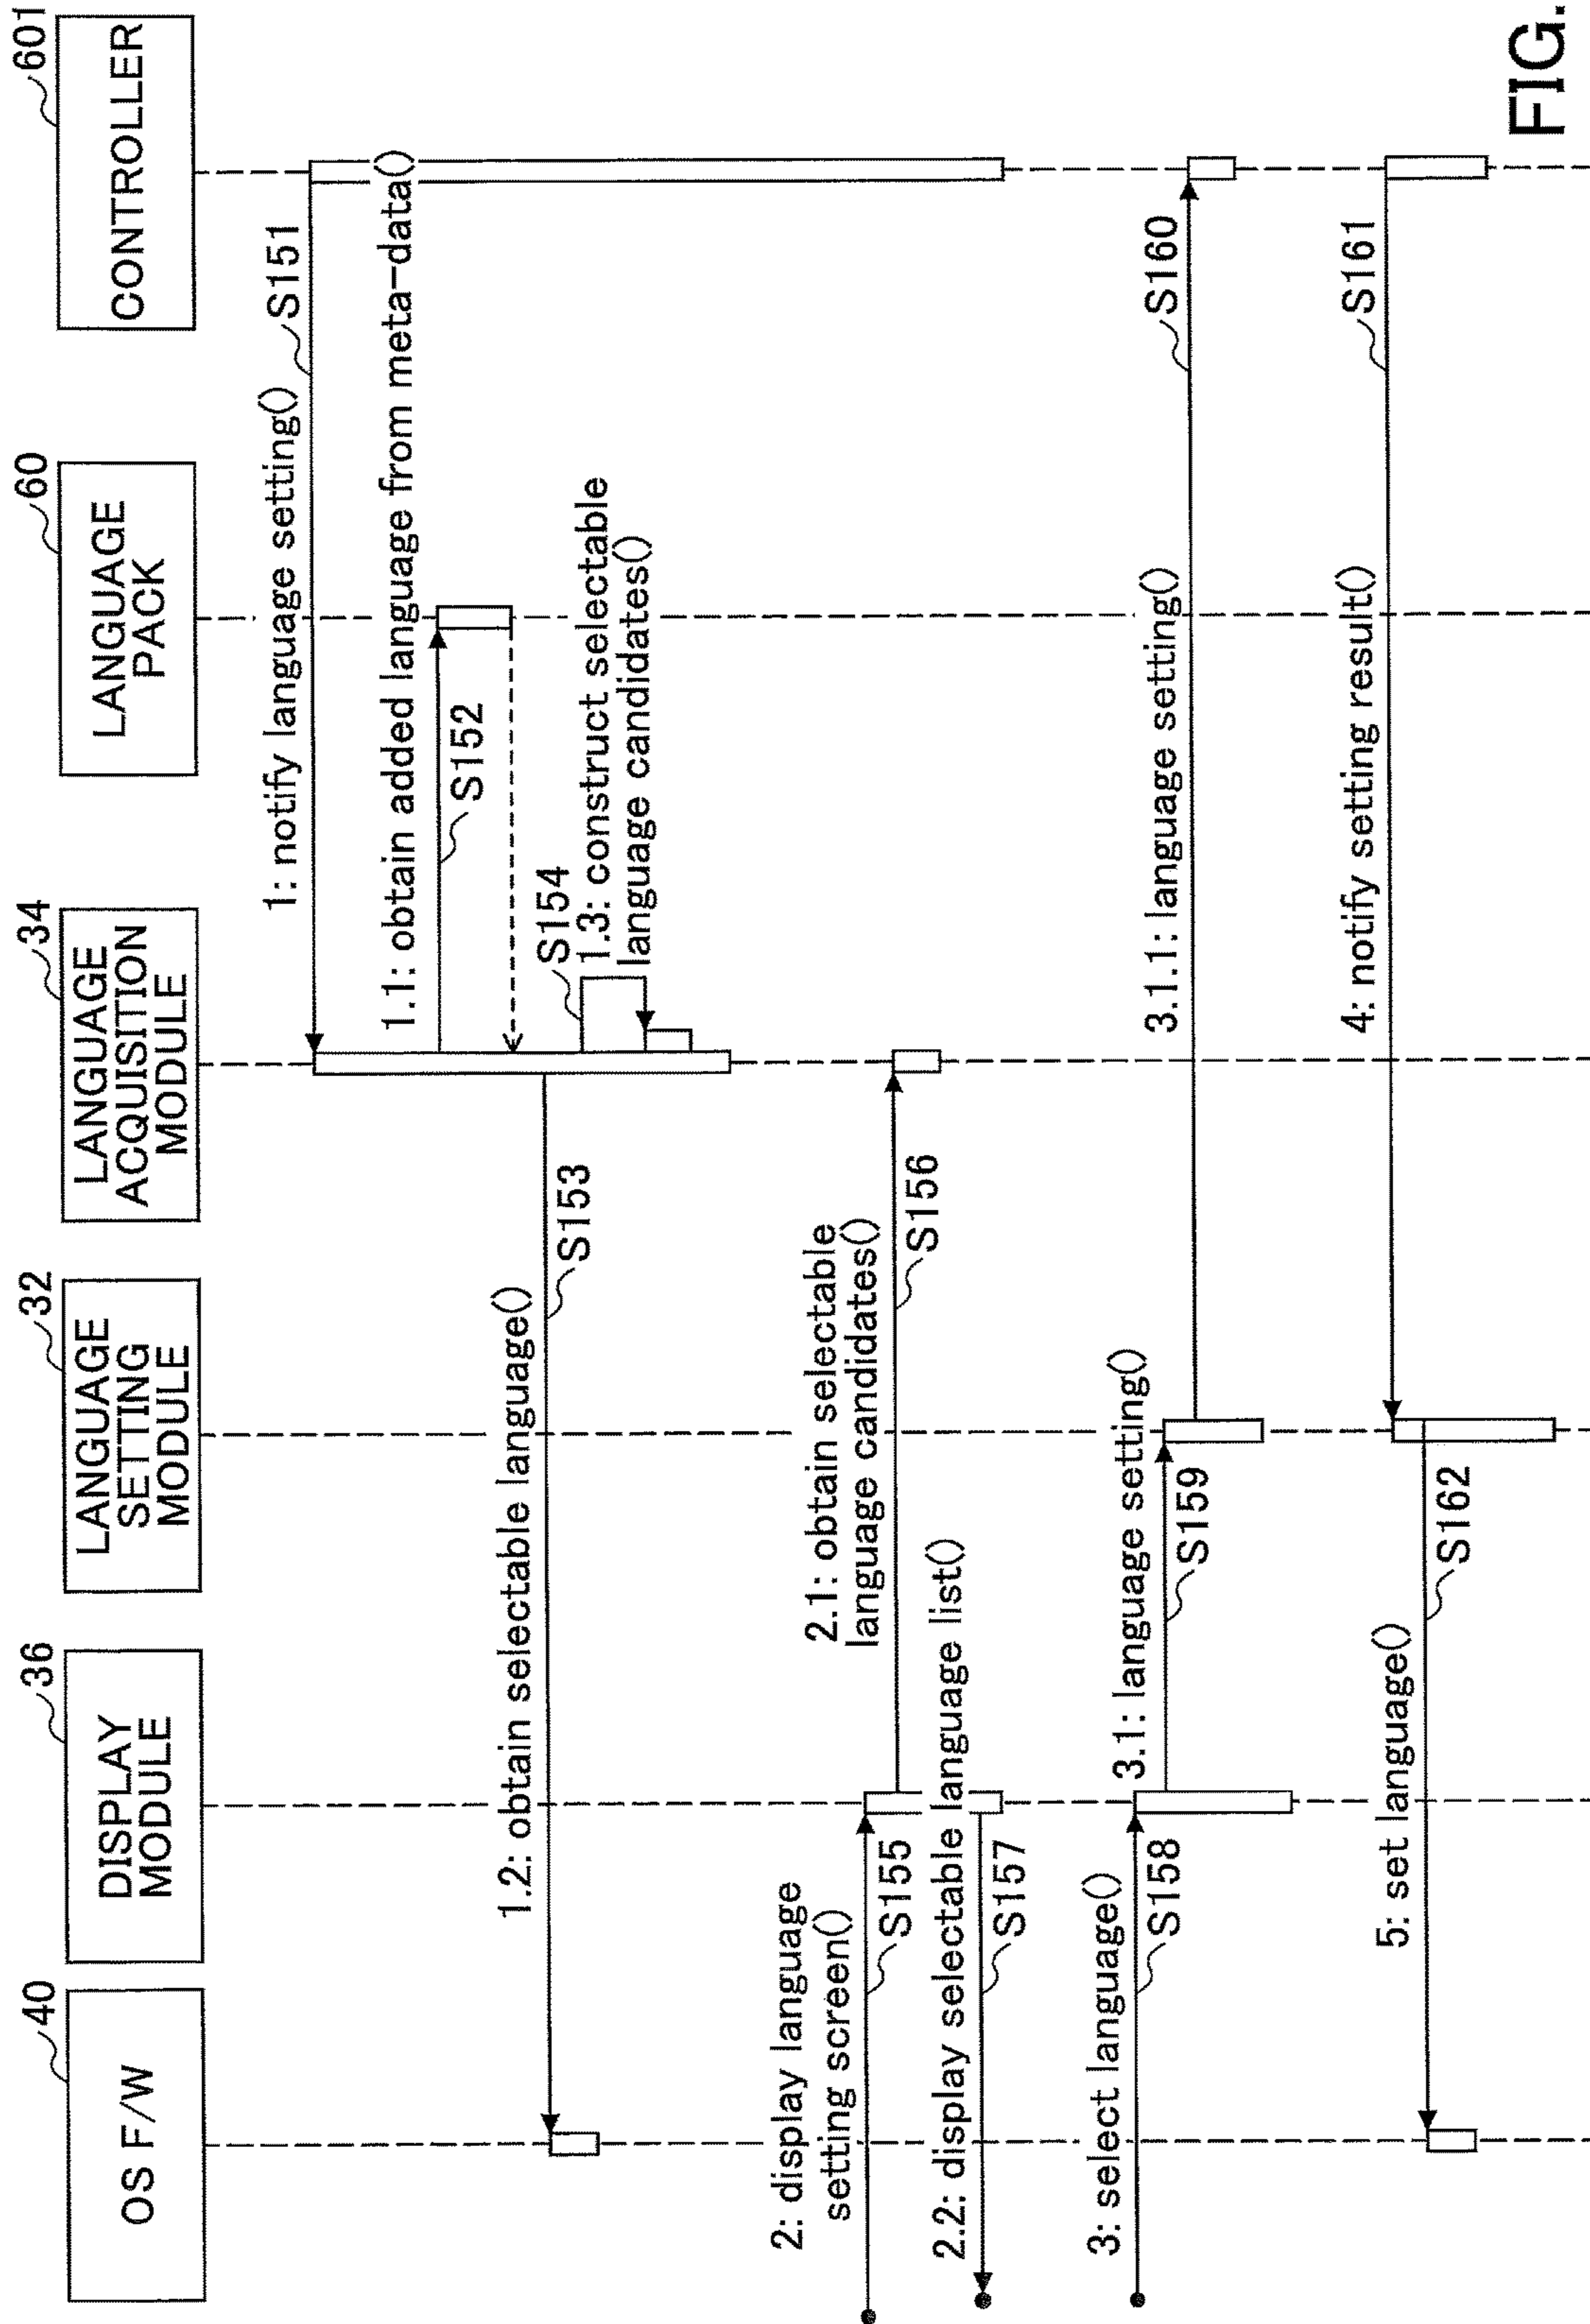 40
OS F/W
36
DISPLAY
MODULE
32
LANGUAGE
SETTING
MODULE
34
LANGUAGE
ACQUISITION
MODULE
60
LANGUAGE
PACK
601
CONTROLLER
1: notify language setting()
S151
1.1: obtain added language from meta-data()
S152
1.2: obtain selectable language()
S153
S154
1.3: construct selectable
language candidates()
2: display language
setting screen()
S155
2.1: obtain selectable
language candidates()
S156
2.2: display selectable language list()
S157
3: select language()
S158
3.1: language setting()
S159
3.1.1: language setting()
S160
4: notify setting result()
S161
5: set language()
S162
FIG.